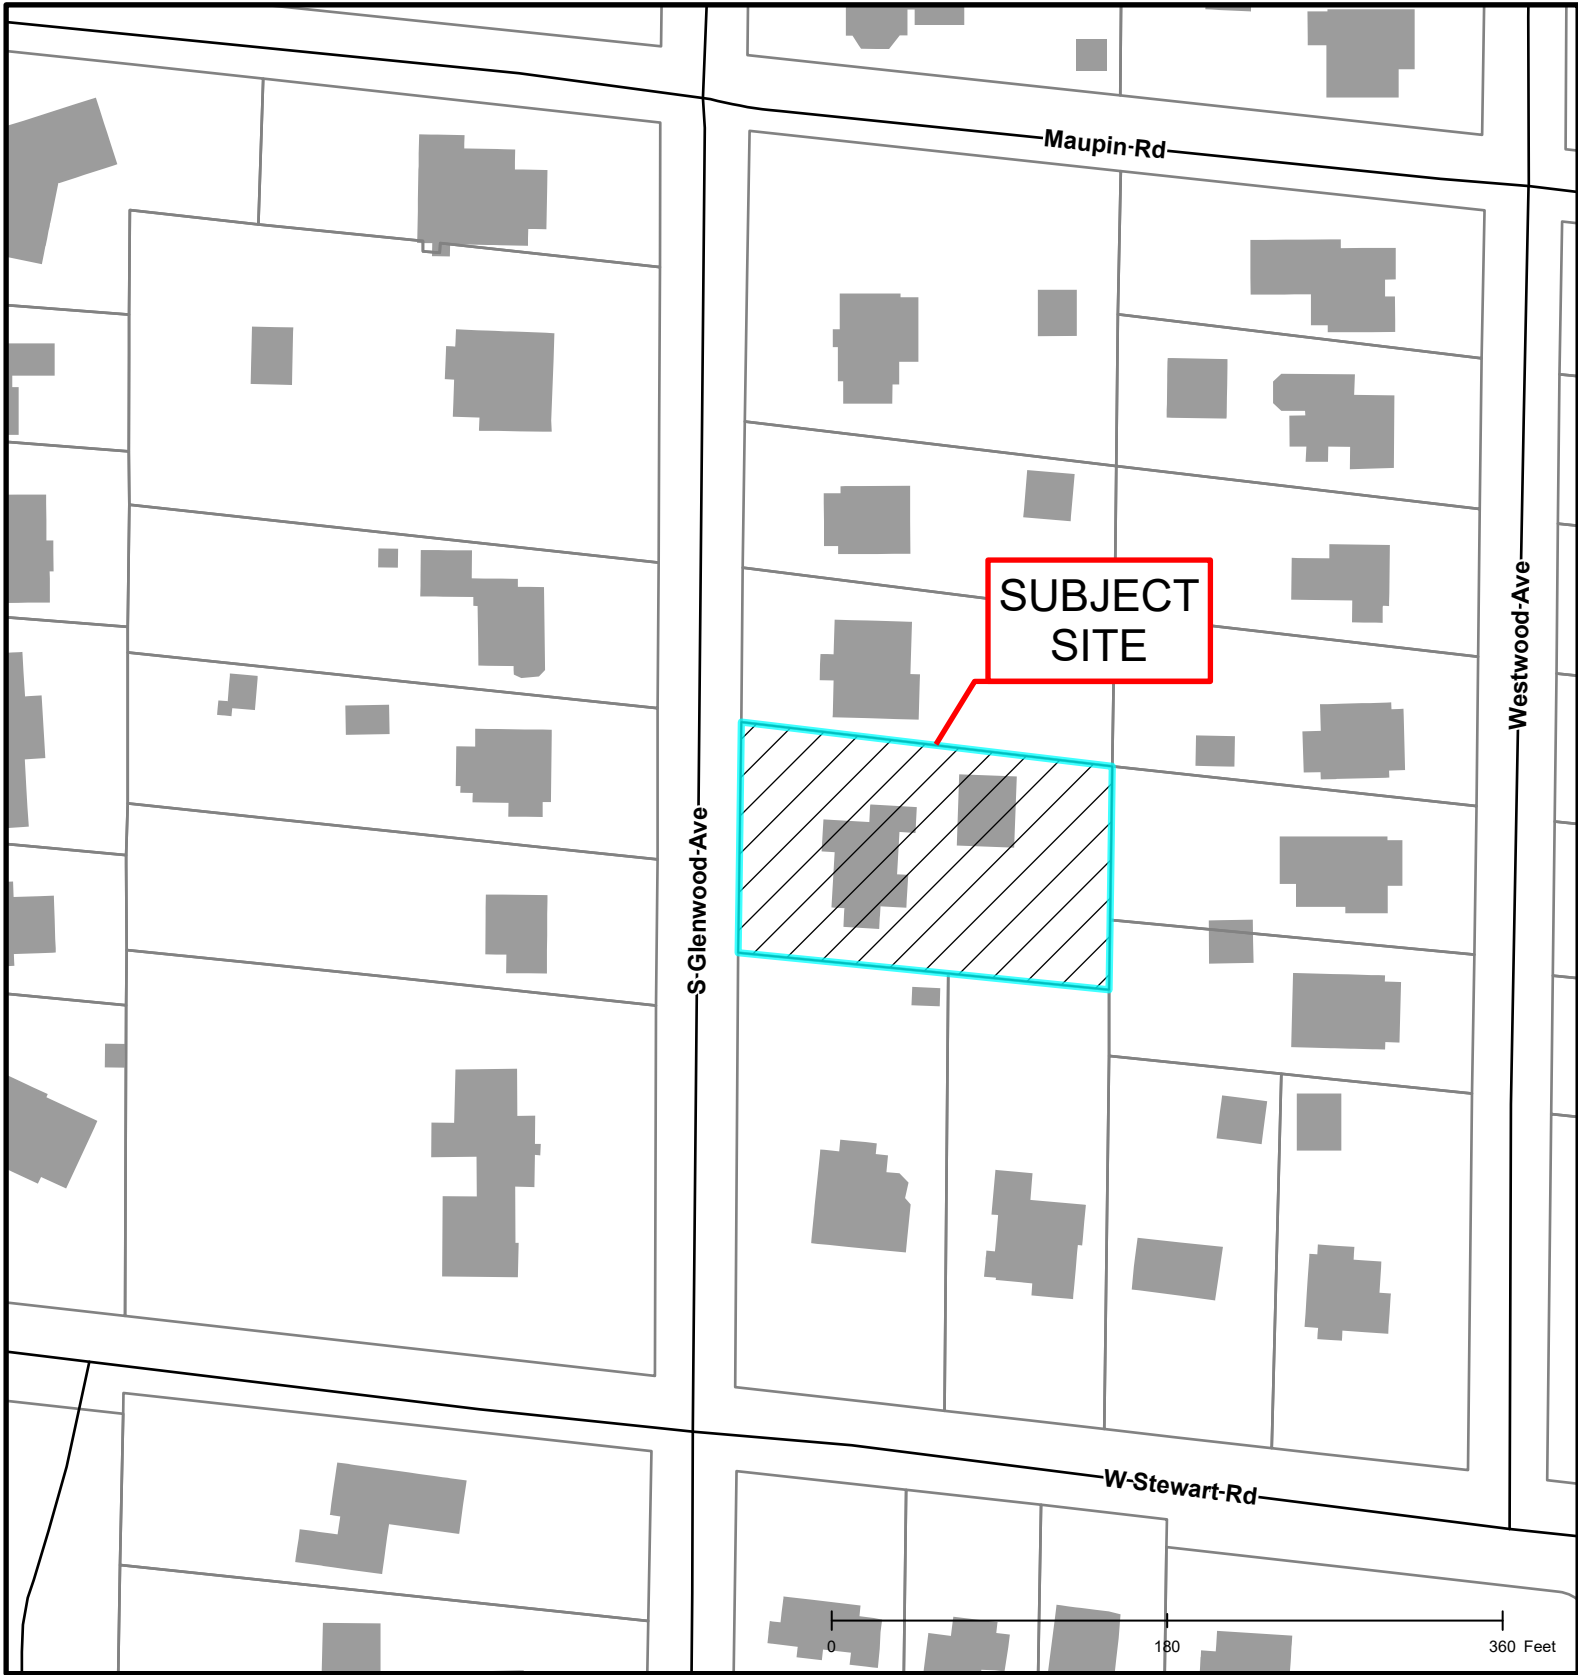 Maupin-Rd
SUBJECT
SITE
Westwood-Ave
S-Glenwood-Ave
W-Stewart-Rd
0 180 360 Feet